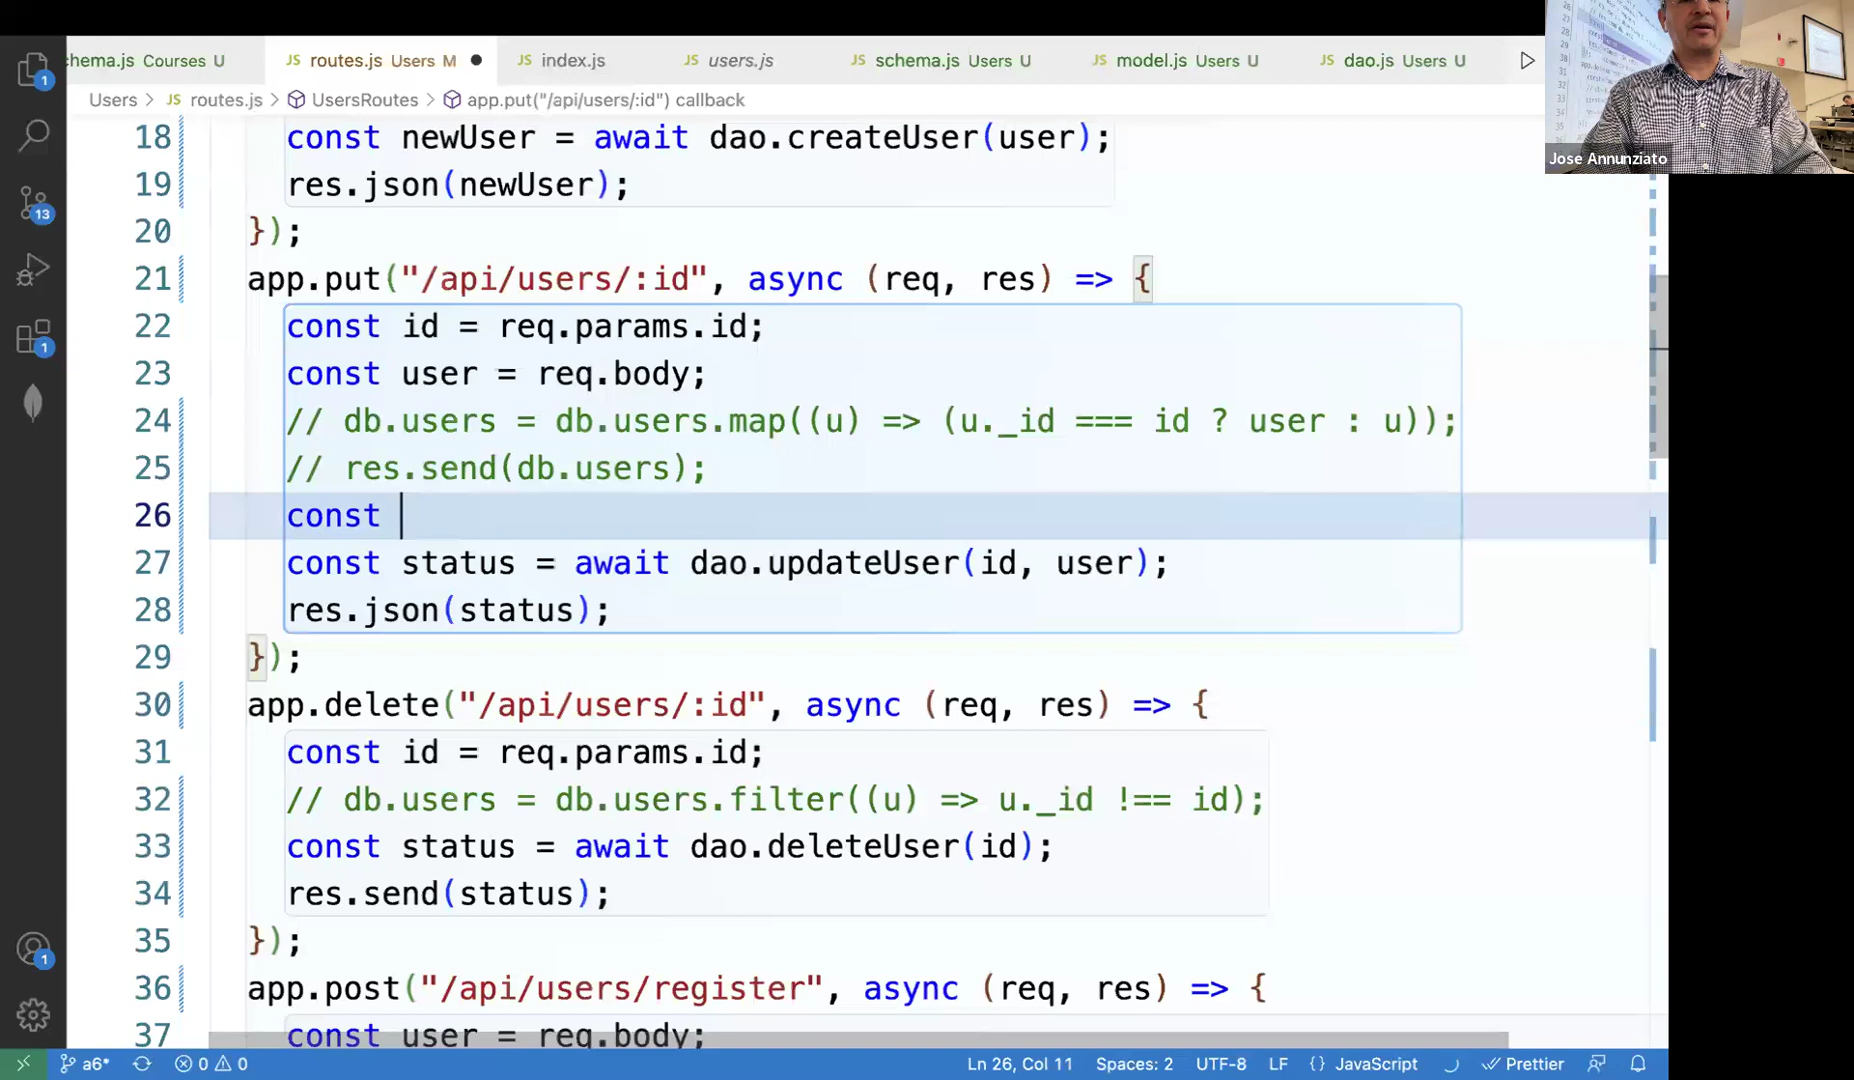 hema.js Courses U
JS routes.js Users M
JS index.js
JS users.js
JS schema.js Users U
JS model.js Users U
JS dao.js Users U
Users > JS routes.js > UsersRoutes > app.put("/api/users/:id") callback
18 const newUser = await dao.createUser(user);
19 res.json(newUser);
20 });
21 app.put("/api/users/:id", async (req, res) => {
22 const id = req.params.id;
23 const user = req.body;
24 // db.users = db.users.map((u) => (u._id === id ? user : u));
25 // res.send(db.users);
26 const
27 const status = await dao.updateUser(id, user);
28 res.json(status);
29 });
30 app.delete("/api/users/:id", async (req, res) => {
31 const id = req.params.id;
32 // db.users = db.users.filter((u) => u._id !== id);
33 const status = await dao.deleteUser(id);
34 res.send(status);
35 });
36 app.post("/api/users/register", async (req, res) => {
37 const user = req.body;
1
13
1
1
Jose Annunziato
a6* 0 0 Ln 26, Col 11 Spaces: 2 UTF-8 LF {} JavaScript Prettier